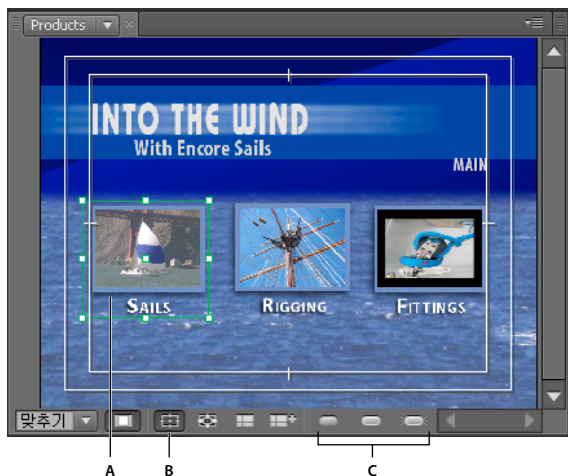 Products
INTO THE WIND
With Encore Sails
MAIN
SAILS
RIGGING
FITTINGS
맞추기
A
B
C